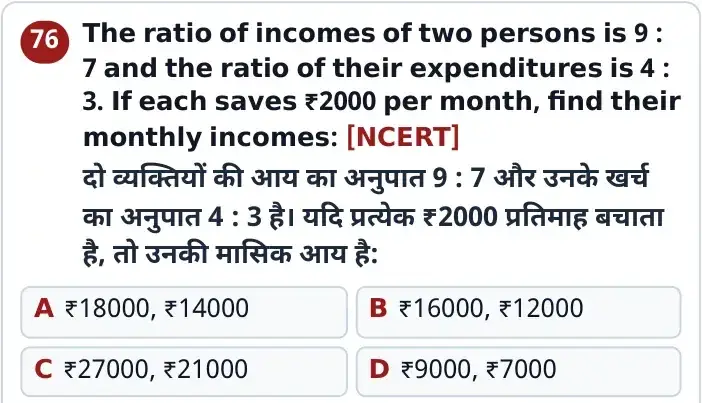 76 The ratio of incomes of two persons is 9 :
7 and the ratio of their expenditures is 4 :
3. If each saves ₹2000 per month, find their
monthly incomes: [NCERT]
दो व्यक्तियों की आय का अनुपात 9 : 7 और उनके खर्च
का अनुपात 4 : 3 है। यदि प्रत्येक ₹2000 प्रतिमाह बचाता
है, तो उनकी मासिक आय है:
A ₹18000, ₹14000
B ₹16000, ₹12000
C ₹27000, ₹21000
D ₹9000, ₹7000